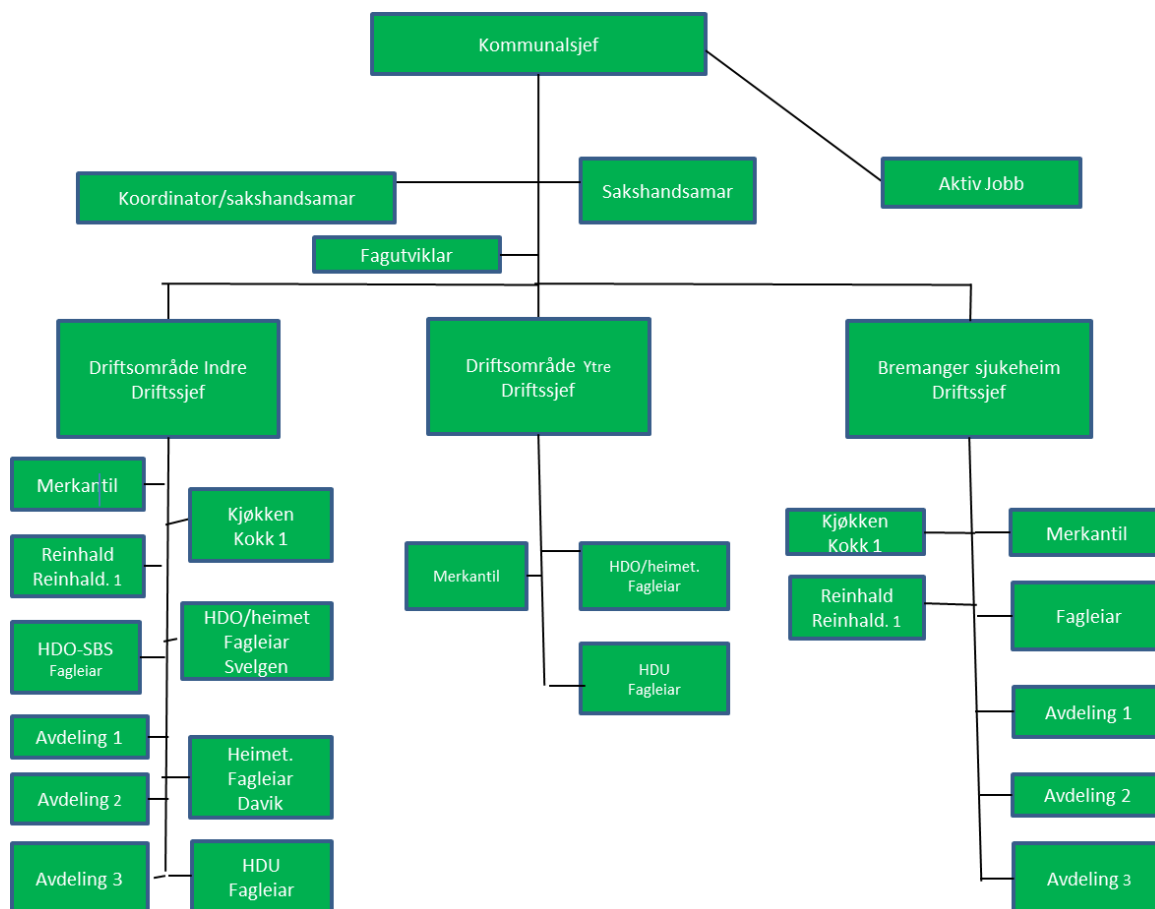 Kommunalsjef
Koordinator/sakshandsamar
Sakshandsamar
Aktiv Jobb
Fagutviklar
Driftsområde Indre
Driftssjef
Driftsområde Ytre
Driftssjef
Bremanger sjukeheim
Driftssjef
Merkantil
Kjøkken
Kokk 1
Reinhald
Reinhald. 1
HDO/heimet
Fagleiar
Svelgen
HDO-SBS
Fagleiar
Avdeling 1
Heimet.
Fagleiar
Davik
Avdeling 2
Avdeling 3
HDU
Fagleiar
Merkantil
HDO/heimet.
Fagleiar
HDU
Fagleiar
Kjøkken
Kokk 1
Merkantil
Reinhald
Reinhald. 1
Fagleiar
Avdeling 1
Avdeling 2
Avdeling 3